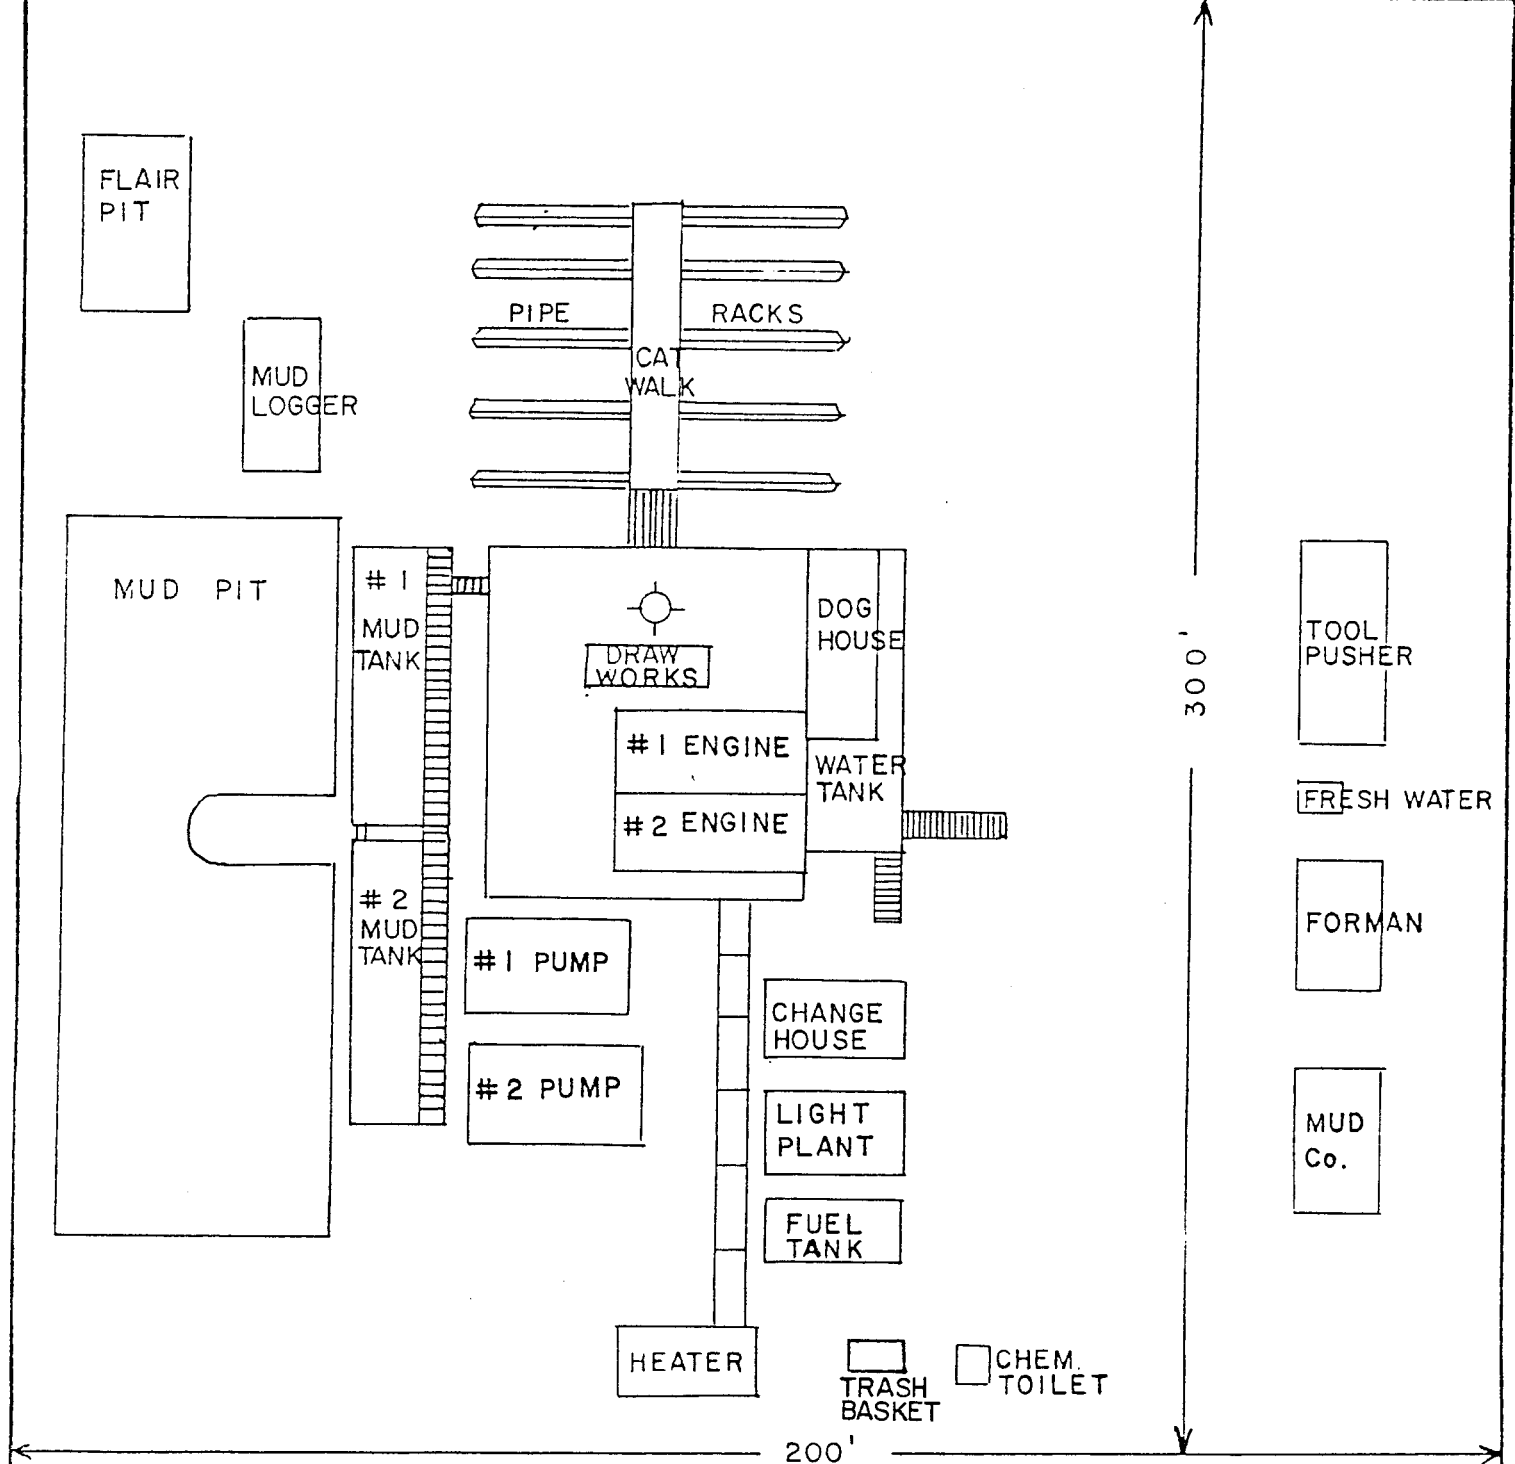 FLAIR
PIT
MUD
LOGGER
PIPE RACKS
CAT
WALK
MUD PIT
# 1
MUD
TANK
# 2
MUD
TANK
DRAW
WORKS
DOG
HOUSE
#1 ENGINE
#2 ENGINE
WATER
TANK
#1 PUMP
#2 PUMP
CHANGE
HOUSE
LIGHT
PLANT
FUEL
TANK
HEATER
TRASH
BASKET
CHEM.
TOILET
300'
TOOL
PUSHER
FRESH WATER
FORMAN
MUD
Co.
200'